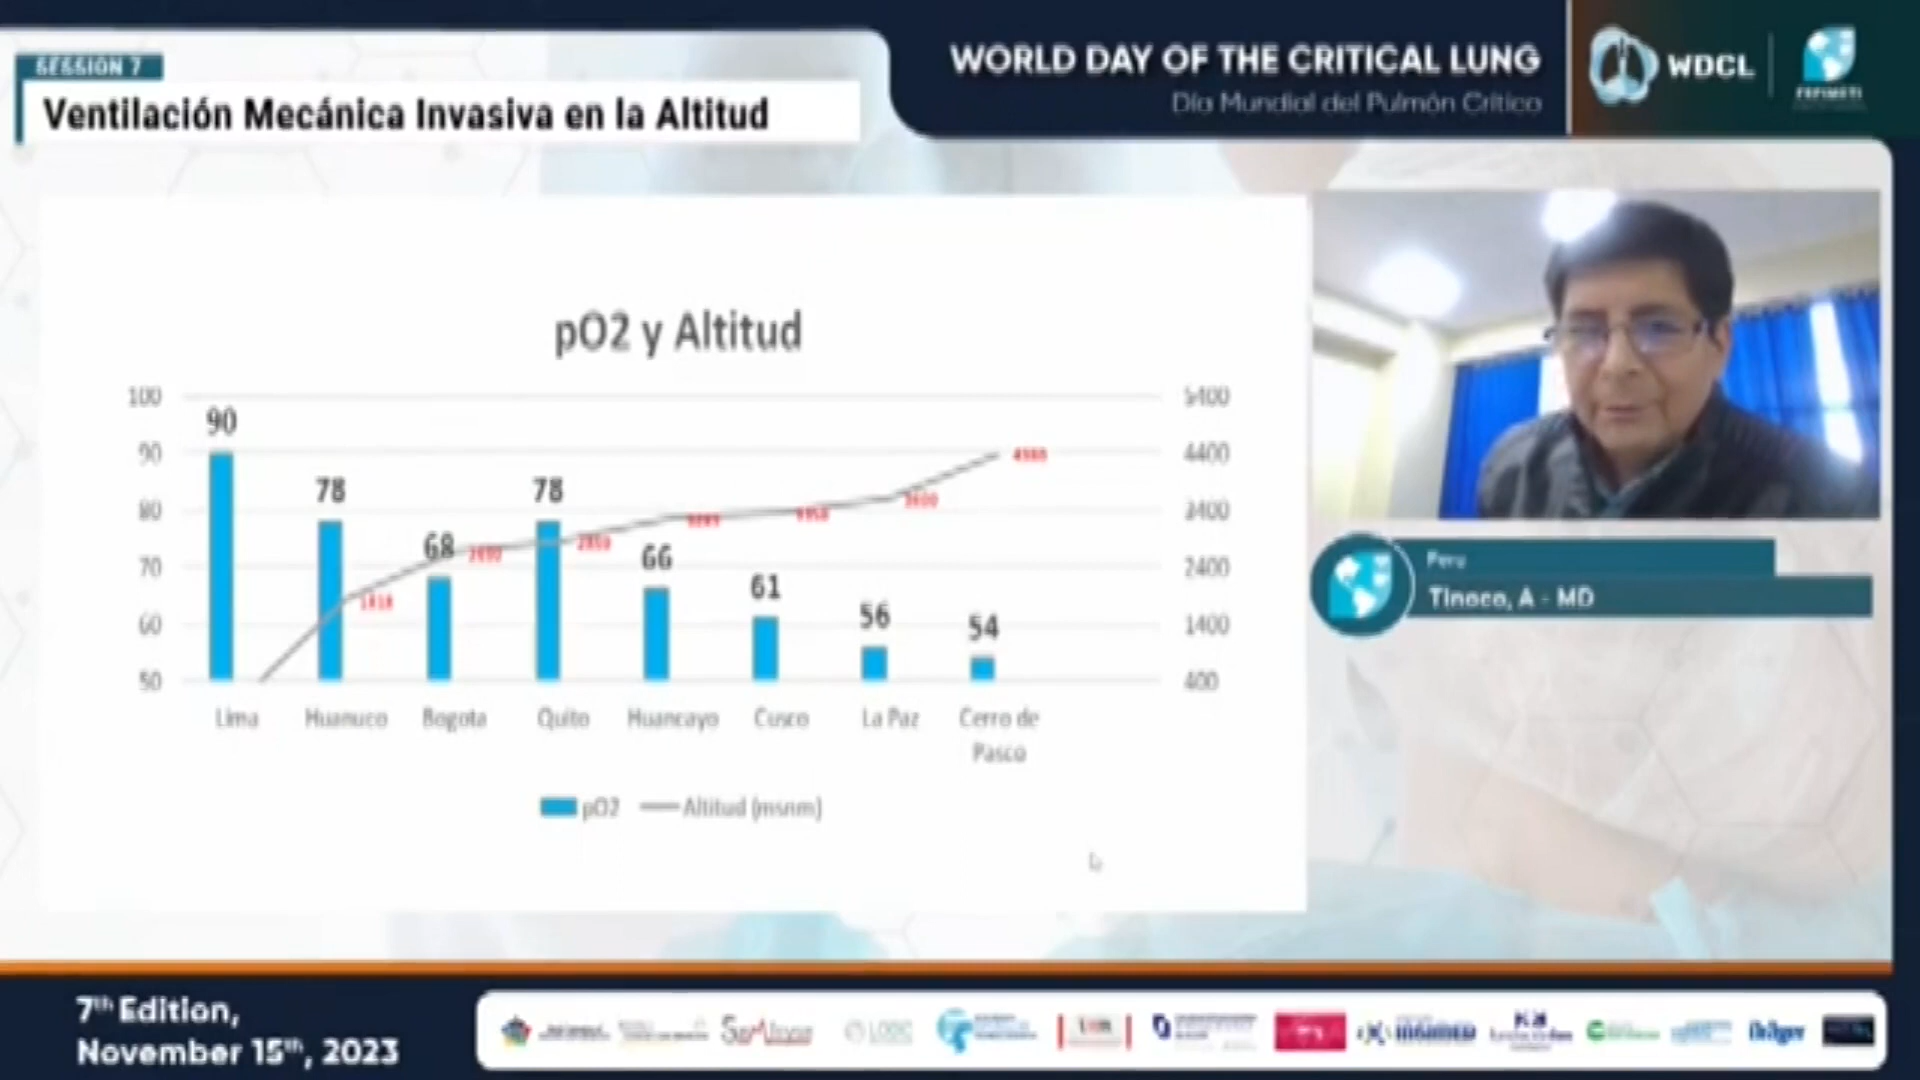 SESSION 7
Ventilación Mecánica Invasiva en la Altitud
WORLD DAY OF THE CRITICAL LUNG
Día Mundial del Pulmón Crítico
WDCL
pO2 y Altitud
100
90
80
70
60
50
5400
4400
3400
2400
1400
400
90
78
68
78
66
61
56
54
Lima
Huanuco
Bogota
Quito
Huancayo
Cusco
La Paz
Cerro de
Pasco
pO2
Altitud (msnm)
Peru
Tinoco, A - MD
7th Edition,
November 15th, 2023
Dräger